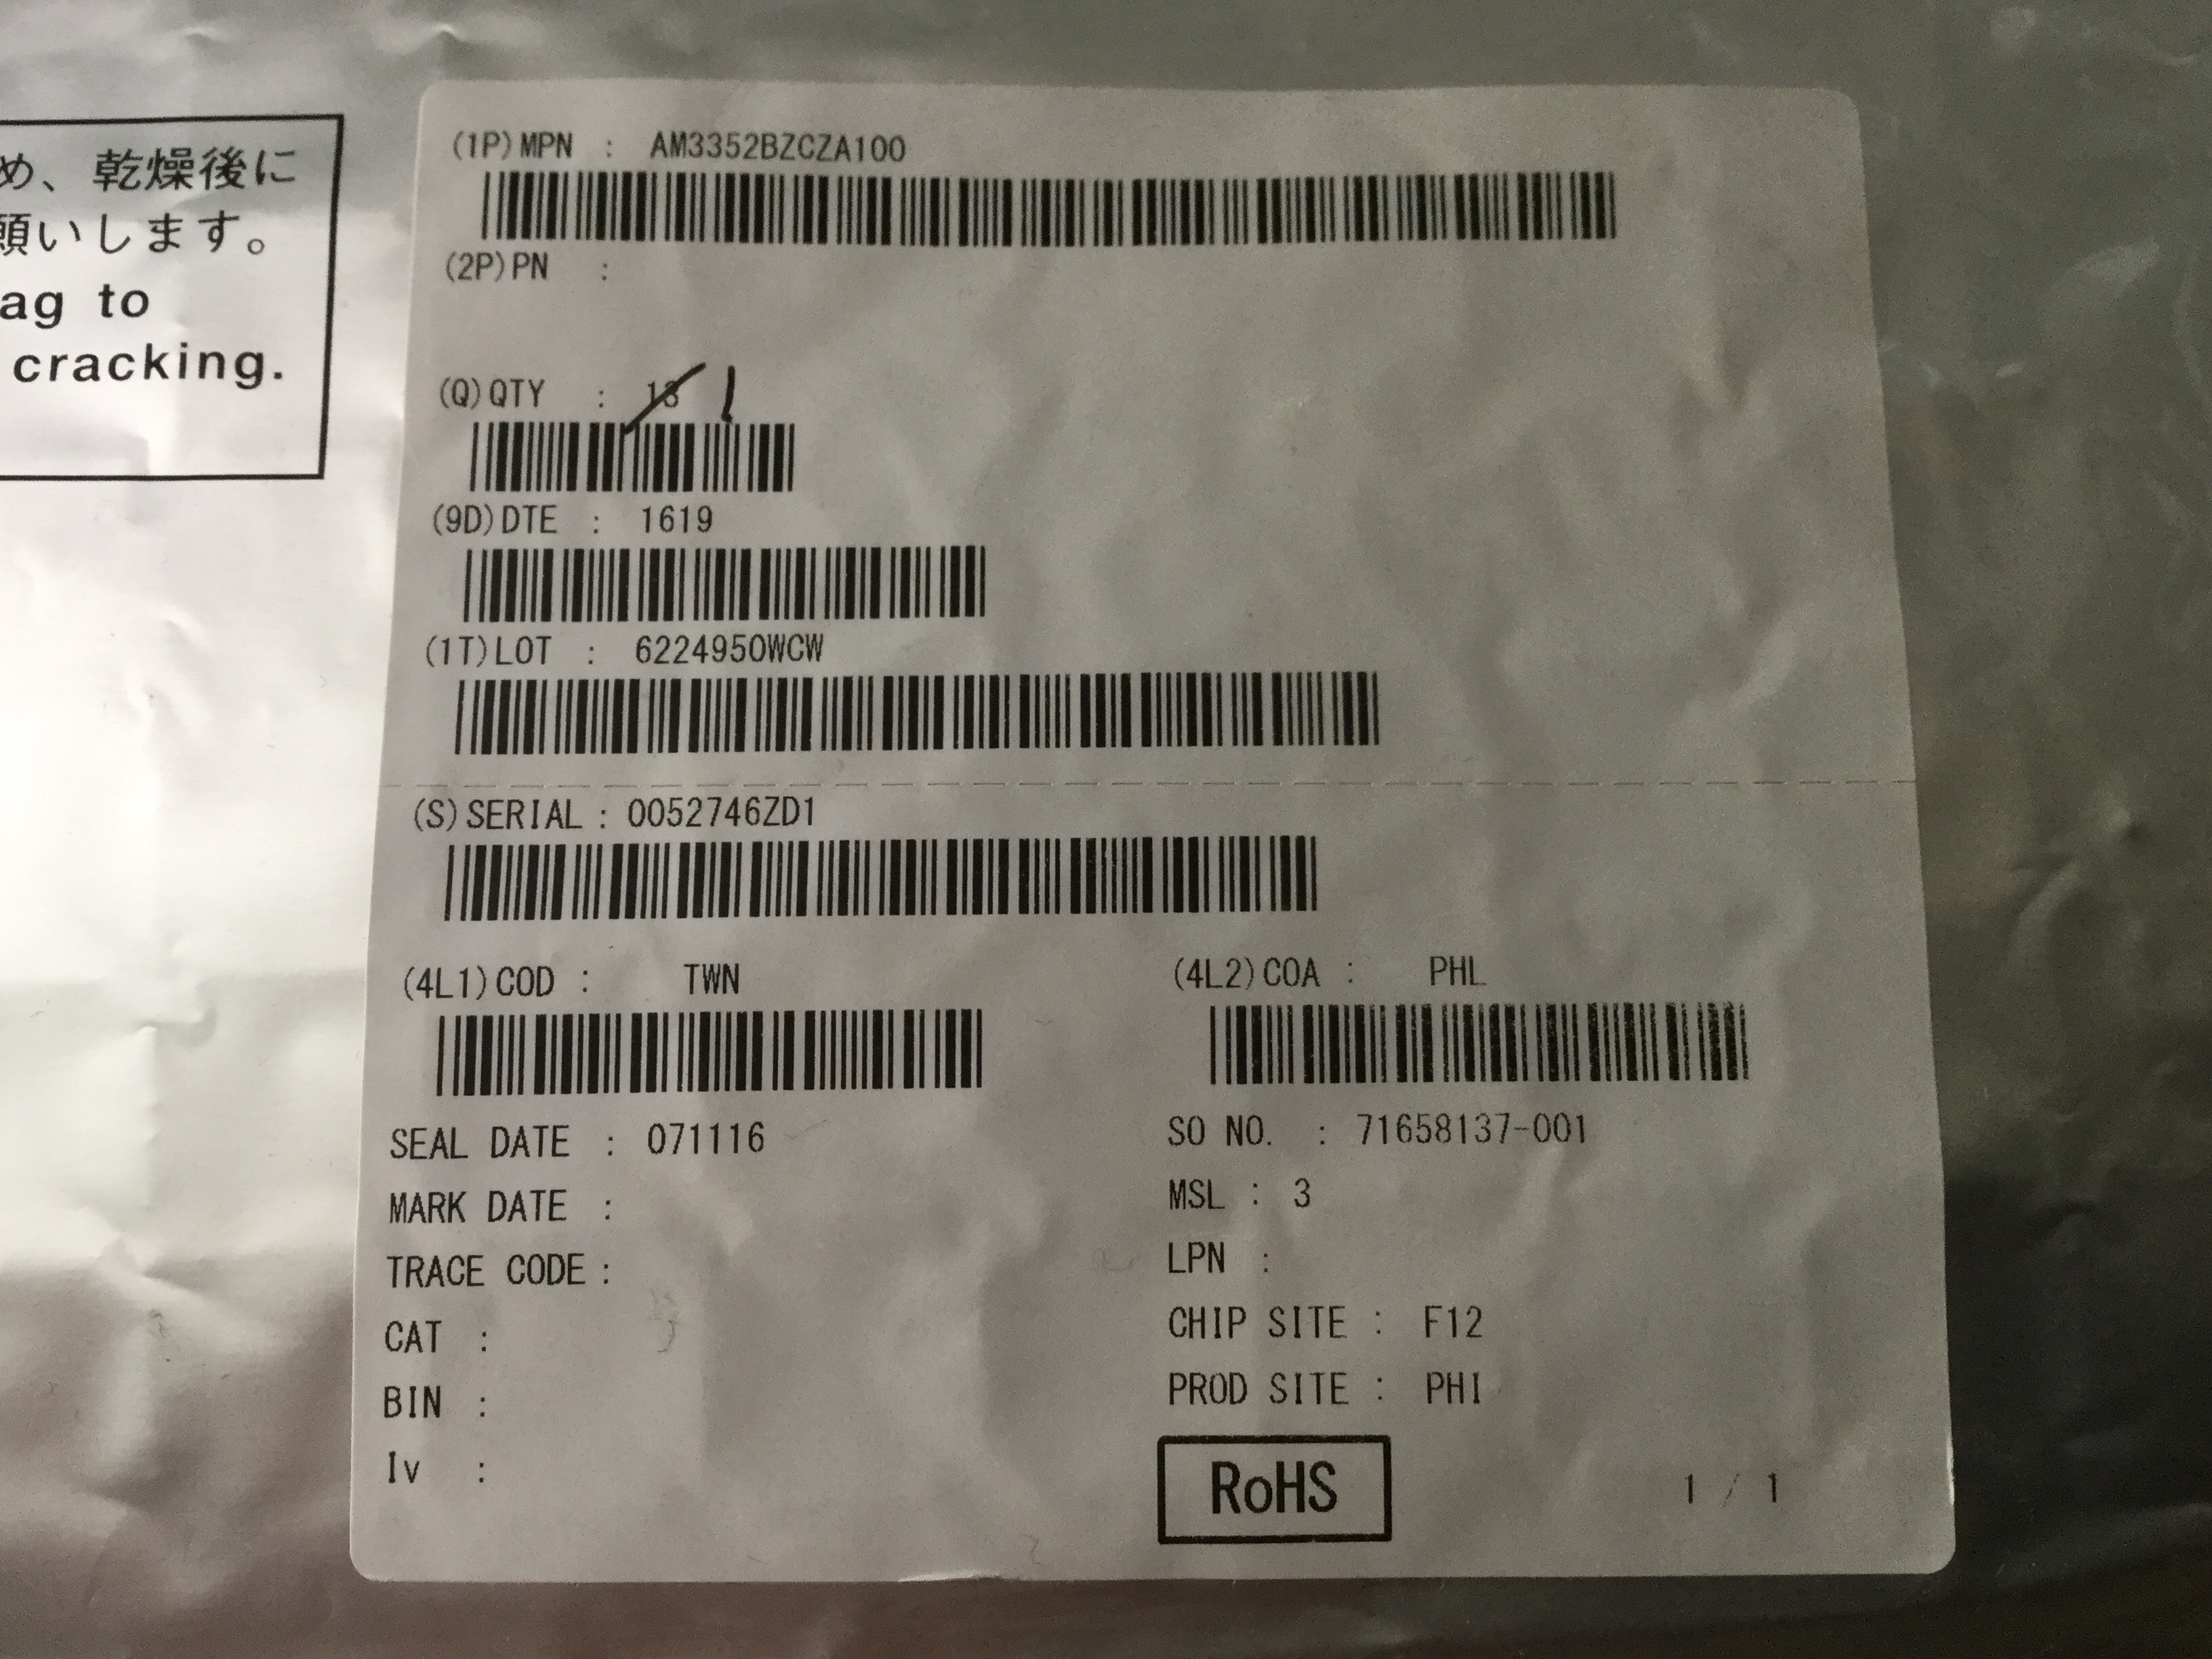 め、乾燥後に
願いします。
ag to
cracking.
(1P)MPN : AM3352BZCZA100
(2P)PN :
(Q)QTY : 13 1
(9D)DTE : 1619
(1T)LOT : 6224950WCW
(S)SERIAL : 0052746ZD1
(4L1)COD : TWN
(4L2)COA : PHL
SEAL DATE : 071116
MARK DATE :
TRACE CODE :
CAT :
BIN :
Iv :
SO NO. : 71658137-001
MSL : 3
LPN :
CHIP SITE : F12
PROD SITE : PHI
RoHS
1 / 1